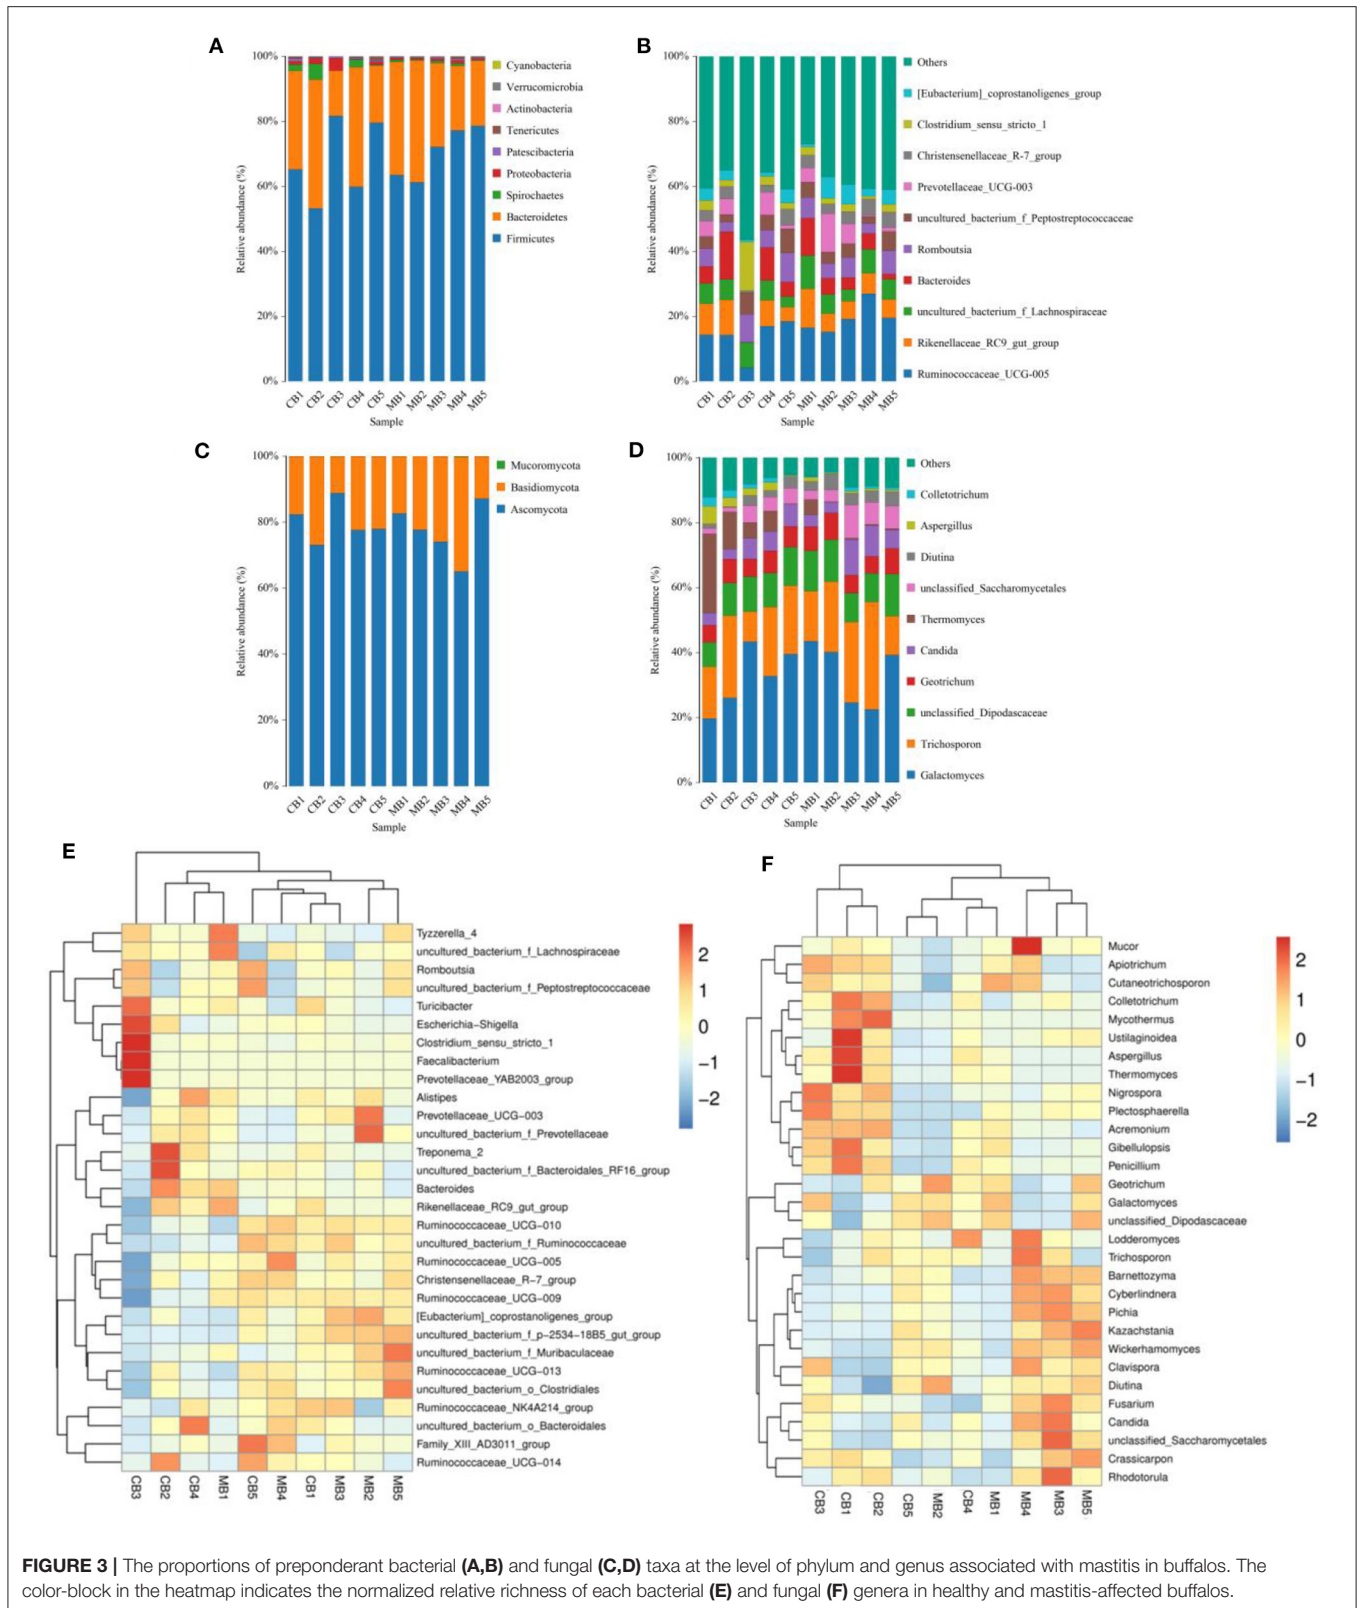 A
100%
80%
60%
40%
20%
0%
Relative abundance (%)
CB1 CB2 CB3 CB4 CB5 MB1 MB2 MB3 MB4 MB5
Sample
Cyanobacteria
Verrucomicrobia
Actinobacteria
Tenericutes
Patescibacteria
Proteobacteria
Spirochaetes
Bacteroidetes
Firmicutes
B
100%
80%
60%
40%
20%
0%
Relative abundance (%)
CB1 CB2 CB3 CB4 CB5 MB1 MB2 MB3 MB4 MB5
Sample
Others
[Eubacterium]_coprostanoligenes_group
Clostridium_sensu_stricto_1
Christensenellaceae_R-7_group
Prevotellaceae_UCG-003
uncultured_bacterium_f_Peptostreptococcaceae
Romboutsia
Bacteroides
uncultured_bacterium_f_Lachnospiraceae
Rikenellaceae_RC9_gut_group
Ruminococcaceae_UCG-005
C
100%
80%
60%
40%
20%
0%
Relative abundance (%)
CB1 CB2 CB3 CB4 CB5 MB1 MB2 MB3 MB4 MB5
Sample
Mucoromycota
Basidiomycota
Ascomycota
D
100%
80%
60%
40%
20%
0%
Relative abundance (%)
CB1 CB2 CB3 CB4 CB5 MB1 MB2 MB3 MB4 MB5
Sample
Others
Colletotrichum
Aspergillus
Diutina
unclassified_Saccharomycetales
Thermomyces
Candida
Geotrichum
unclassified_Dipodascaceae
Trichosporon
Galactomyces
E
Tyzzerella_4
uncultured_bacterium_f_Lachnospiraceae
Romboutsia
uncultured_bacterium_f_Peptostreptococcaceae
Turicibacter
Escherichia-Shigella
Clostridium_sensu_stricto_1
Faecalibacterium
Prevotellaceae_YAB2003_group
Alistipes
Prevotellaceae_UCG-003
uncultured_bacterium_f_Prevotellaceae
Treponema_2
uncultured_bacterium_f_Bacteroidales_RF16_group
Bacteroides
Rikenellaceae_RC9_gut_group
Ruminococcaceae_UCG-010
uncultured_bacterium_f_Ruminococcaceae
Ruminococcaceae_UCG-005
Christensenellaceae_R-7_group
Ruminococcaceae_UCG-009
[Eubacterium]_coprostanoligenes_group
uncultured_bacterium_f_p-2534-18B5_gut_group
uncultured_bacterium_f_Muribaculaceae
Ruminococcaceae_UCG-013
uncultured_bacterium_o_Clostridiales
Ruminococcaceae_NK4A214_group
uncultured_bacterium_o_Bacteroidales
Family_XIII_AD3011_group
Ruminococcaceae_UCG-014
CB3 CB2 CB4 MB1 CB5 MB4 CB1 MB3 MB2 MB5
2
1
0
-1
-2
F
Mucor
Apiotrichum
Cutaneotrichosporon
Colletotrichum
Mycothermus
Ustilaginoidea
Aspergillus
Thermomyces
Nigrospora
Plectosphaerella
Acremonium
Gibellulopsis
Penicillium
Geotrichum
Galactomyces
unclassified_Dipodascaceae
Lodderomyces
Trichosporon
Barnettozyma
Cyberlindnera
Pichia
Kazachstania
Wickerhamomyces
Clavispora
Diutina
Fusarium
Candida
unclassified_Saccharomycetales
Crassicarpon
Rhodotorula
CB3 CB1 CB2 CB5 MB2 CB4 MB1 MB4 MB3 MB5
2
1
0
-1
-2
FIGURE 3 | The proportions of preponderant bacterial (A,B) and fungal (C,D) taxa at the level of phylum and genus associated with mastitis in buffalos. The
color-block in the heatmap indicates the normalized relative richness of each bacterial (E) and fungal (F) genera in healthy and mastitis-affected buffalos.